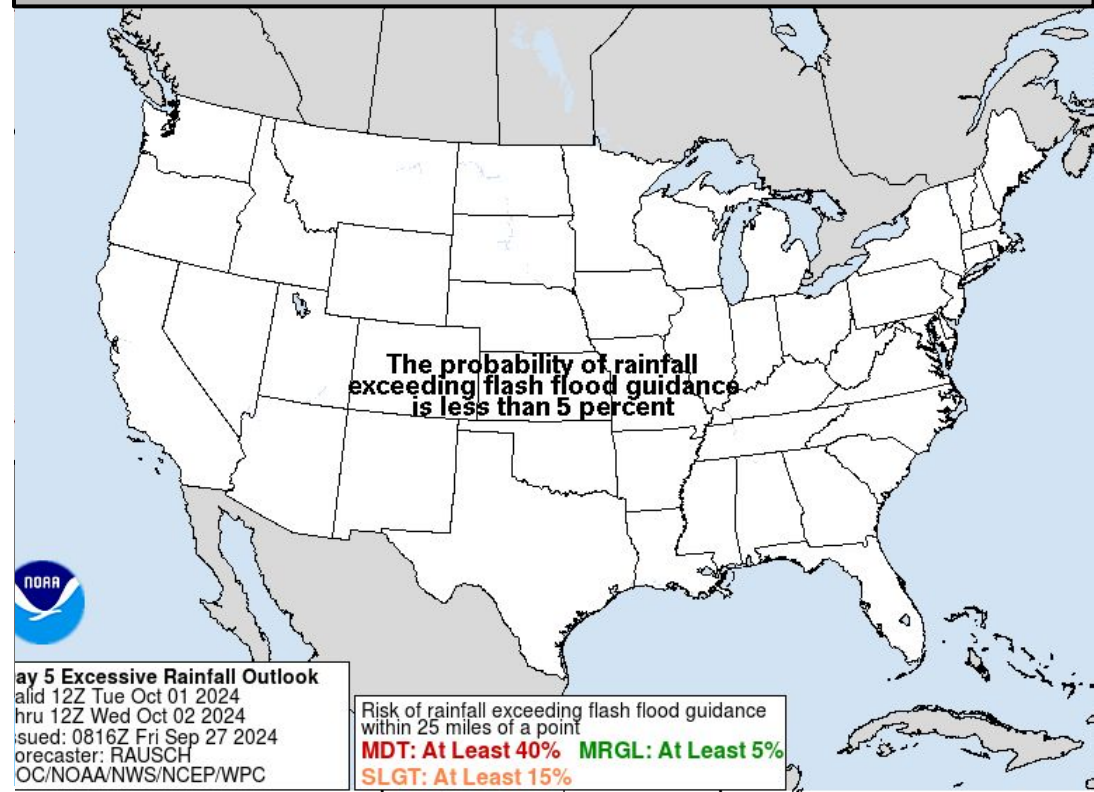 The probability of rainfall
exceeding flash flood guidance
is less than 5 percent
NOAA
ay 5 Excessive Rainfall Outlook
alid 12Z Tue Oct 01 2024
hru 12Z Wed Oct 02 2024
ssued: 0816Z Fri Sep 27 2024
orecaster: RAUSCH
OC/NOAA/NWS/NCEP/WPC
Risk of rainfall exceeding flash flood guidance
within 25 miles of a point
MDT: At Least 40% MRGL: At Least 5%
SLGT: At Least 15%